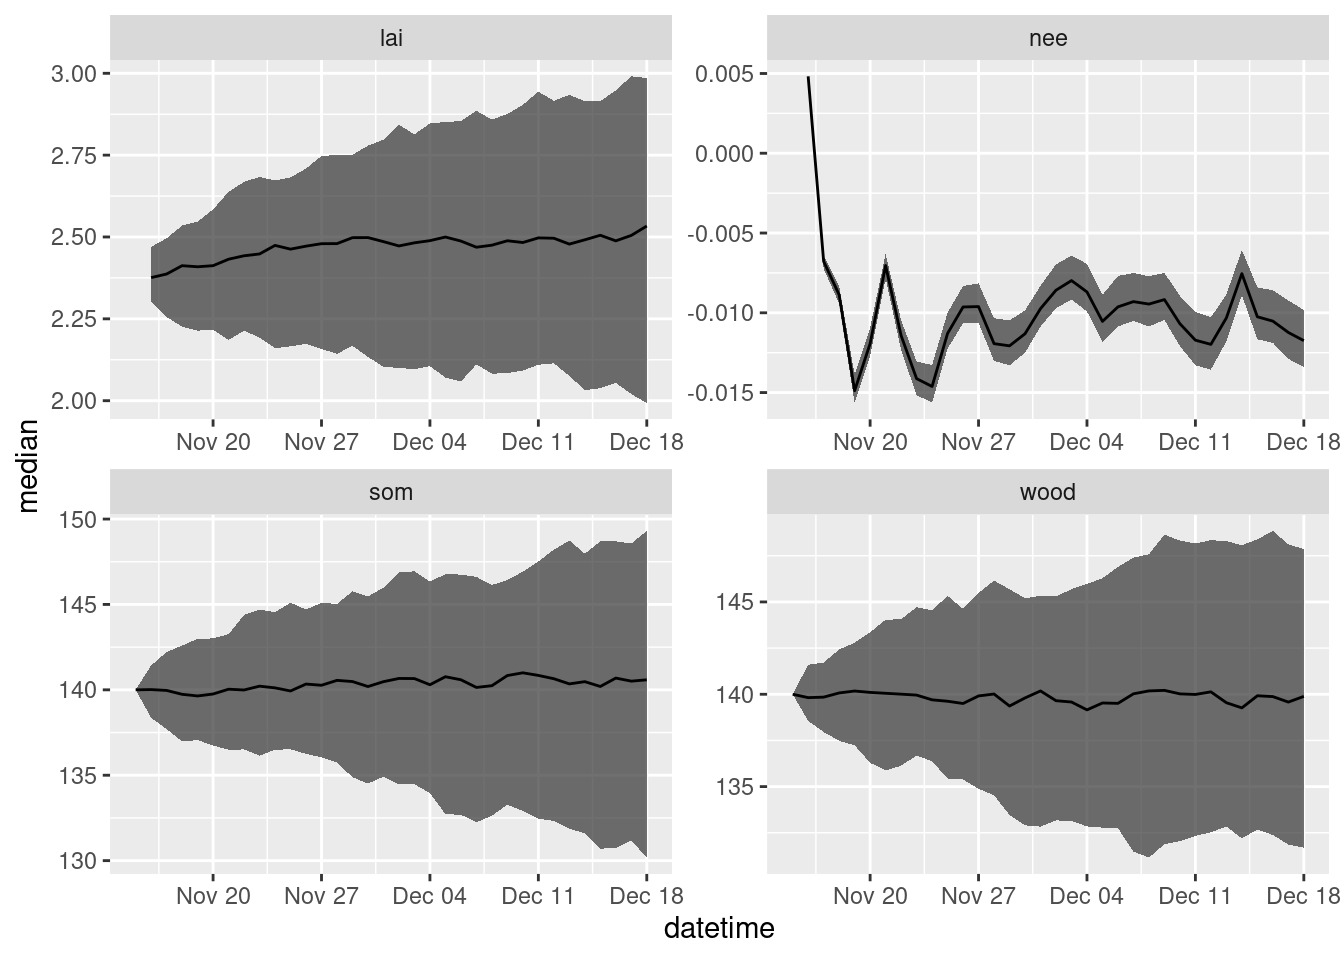 lai
nee
3.00
2.75
2.50
2.25
2.00
0.005
0.000
-0.005
-0.010
-0.015
Nov 20 Nov 27 Dec 04 Dec 11 Dec 18
Nov 20 Nov 27 Dec 04 Dec 11 Dec 18
median
som
wood
150
145
140
135
130
145
140
135
Nov 20 Nov 27 Dec 04 Dec 11 Dec 18
Nov 20 Nov 27 Dec 04 Dec 11 Dec 18
datetime